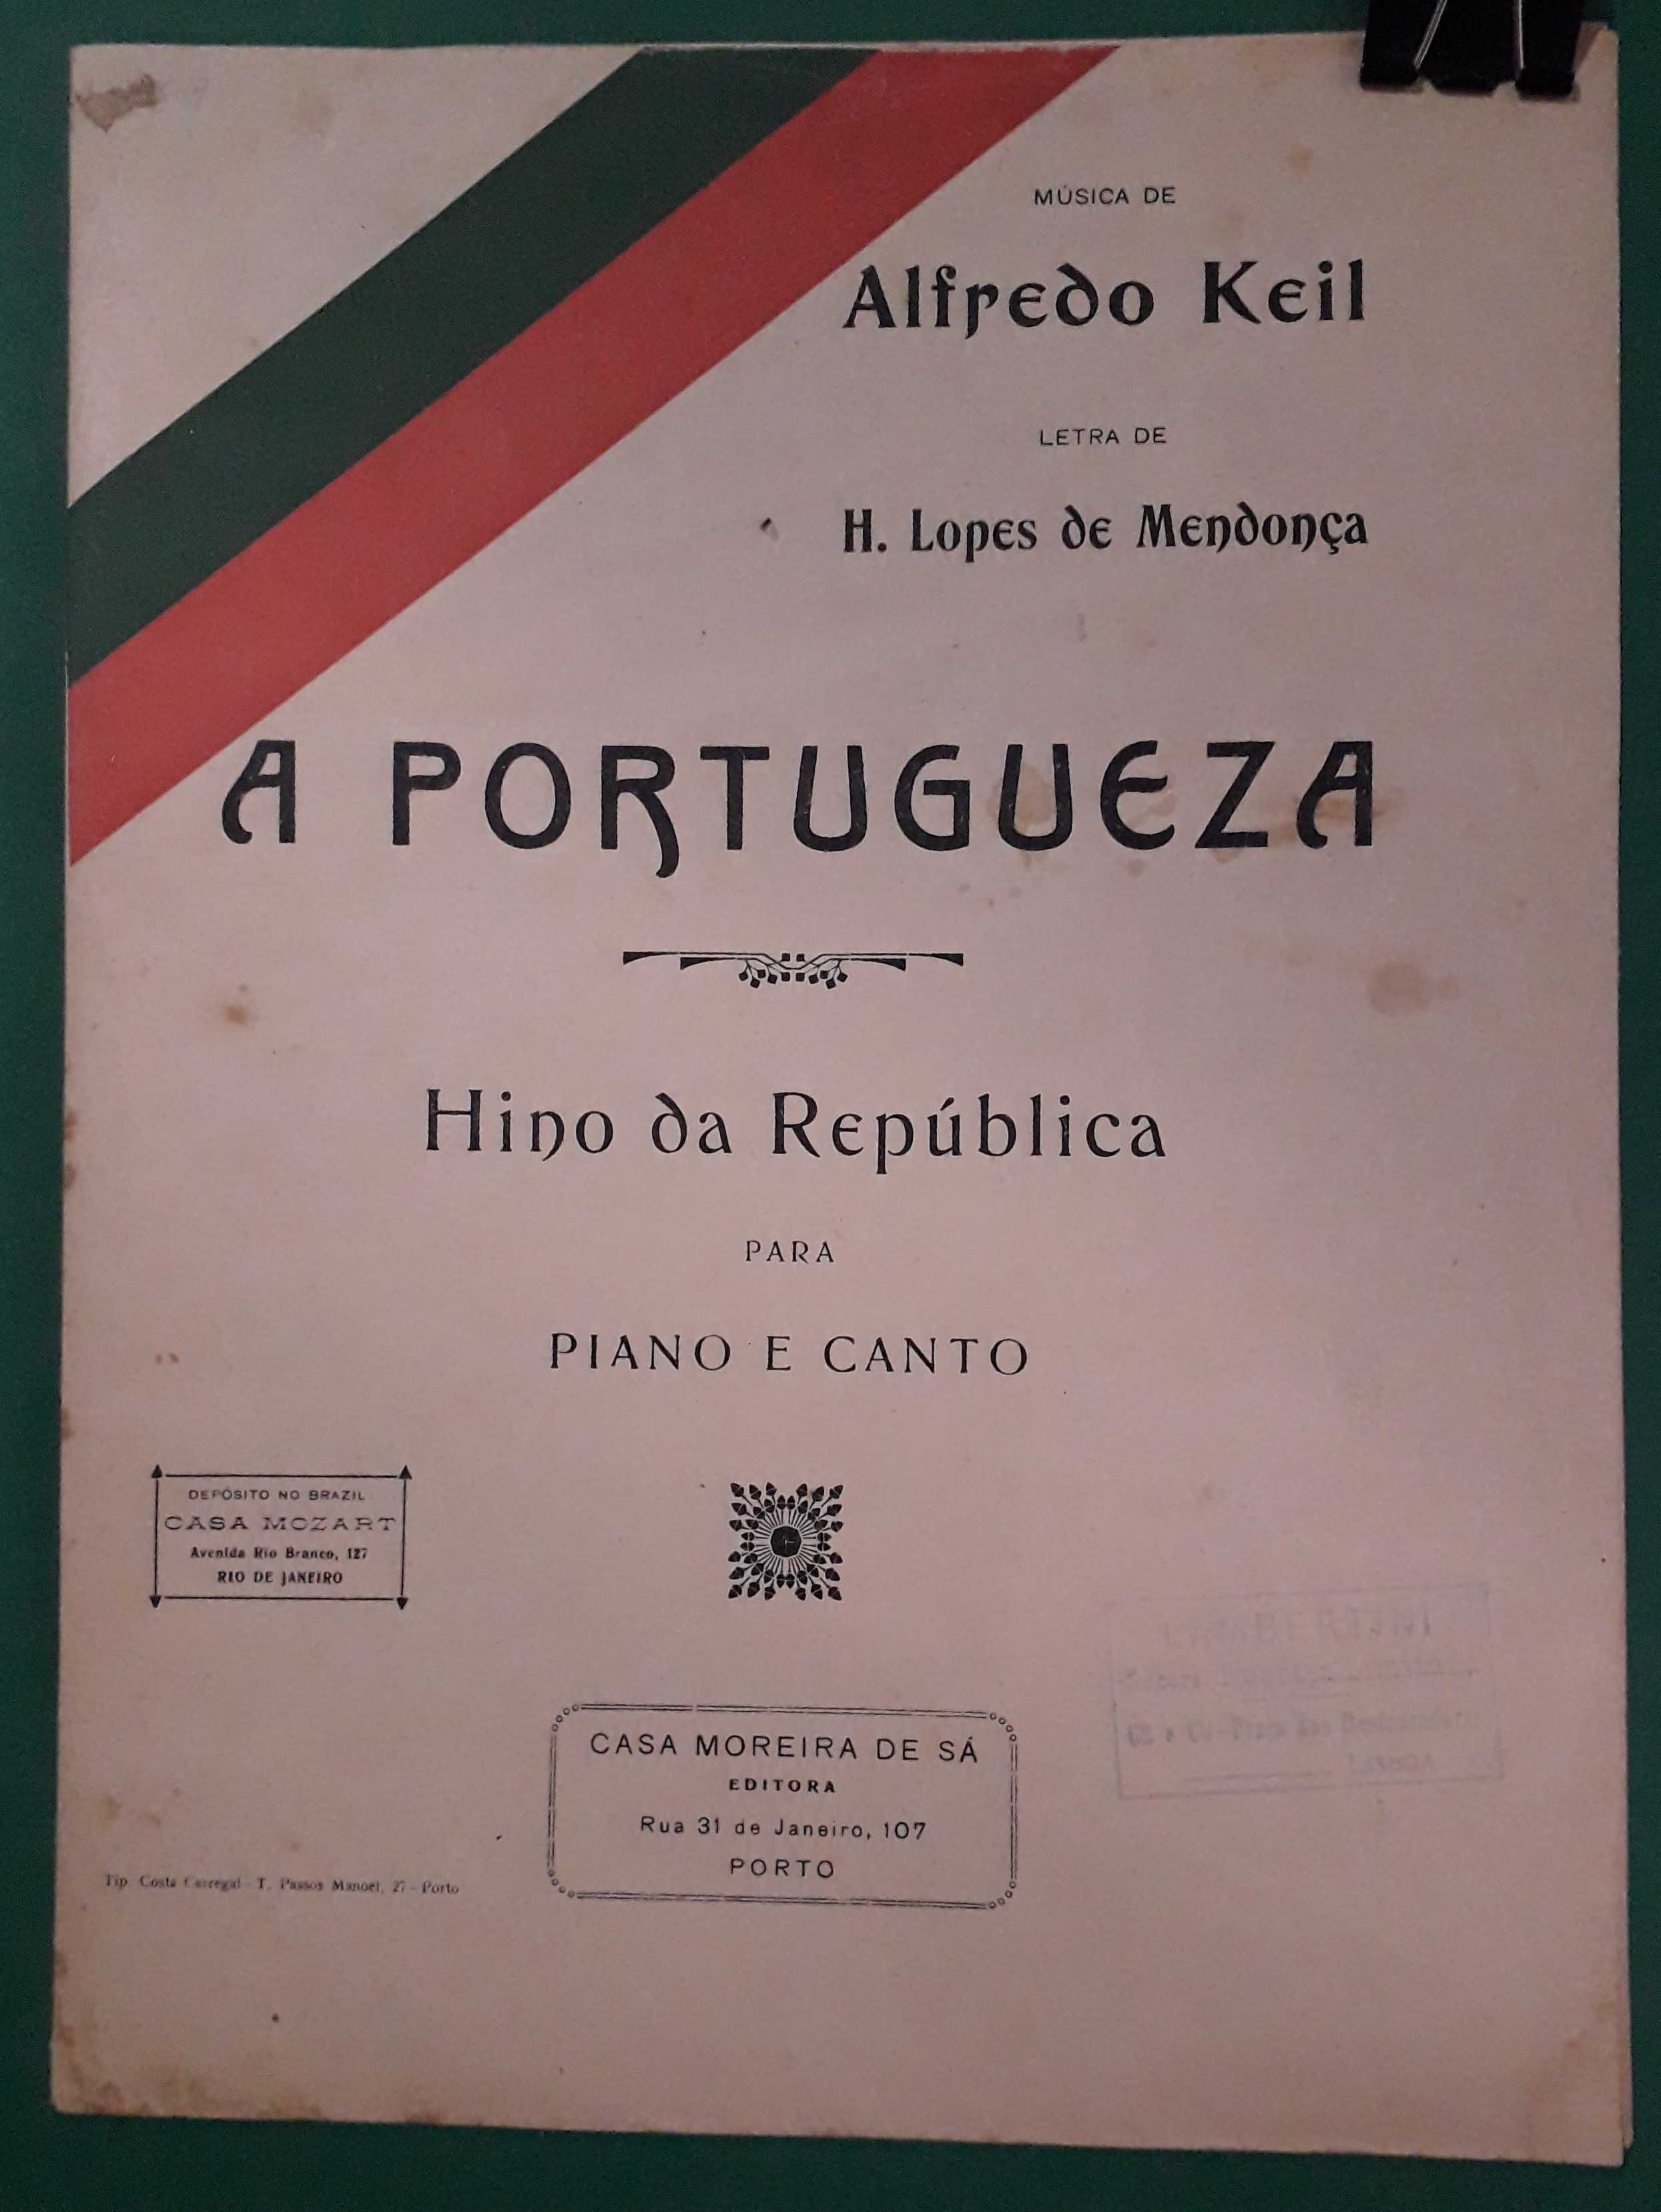 MÚSICA DE
Alfredo Keil
LETRA DE
H. Lopes de Mendonça
A PORTUGUEZA
Hino da República
PARA
PIANO E CANTO
DEPÓSITO NO BRAZIL
CASA MOZART
Avenida Rio Branco, 127
RIO DE JANEIRO
CASA MOREIRA DE SÁ
EDITORA
Rua 31 de Janeiro, 107
PORTO
Tip. Costa Carregal - T. Passos Manoel, 27 - Porto